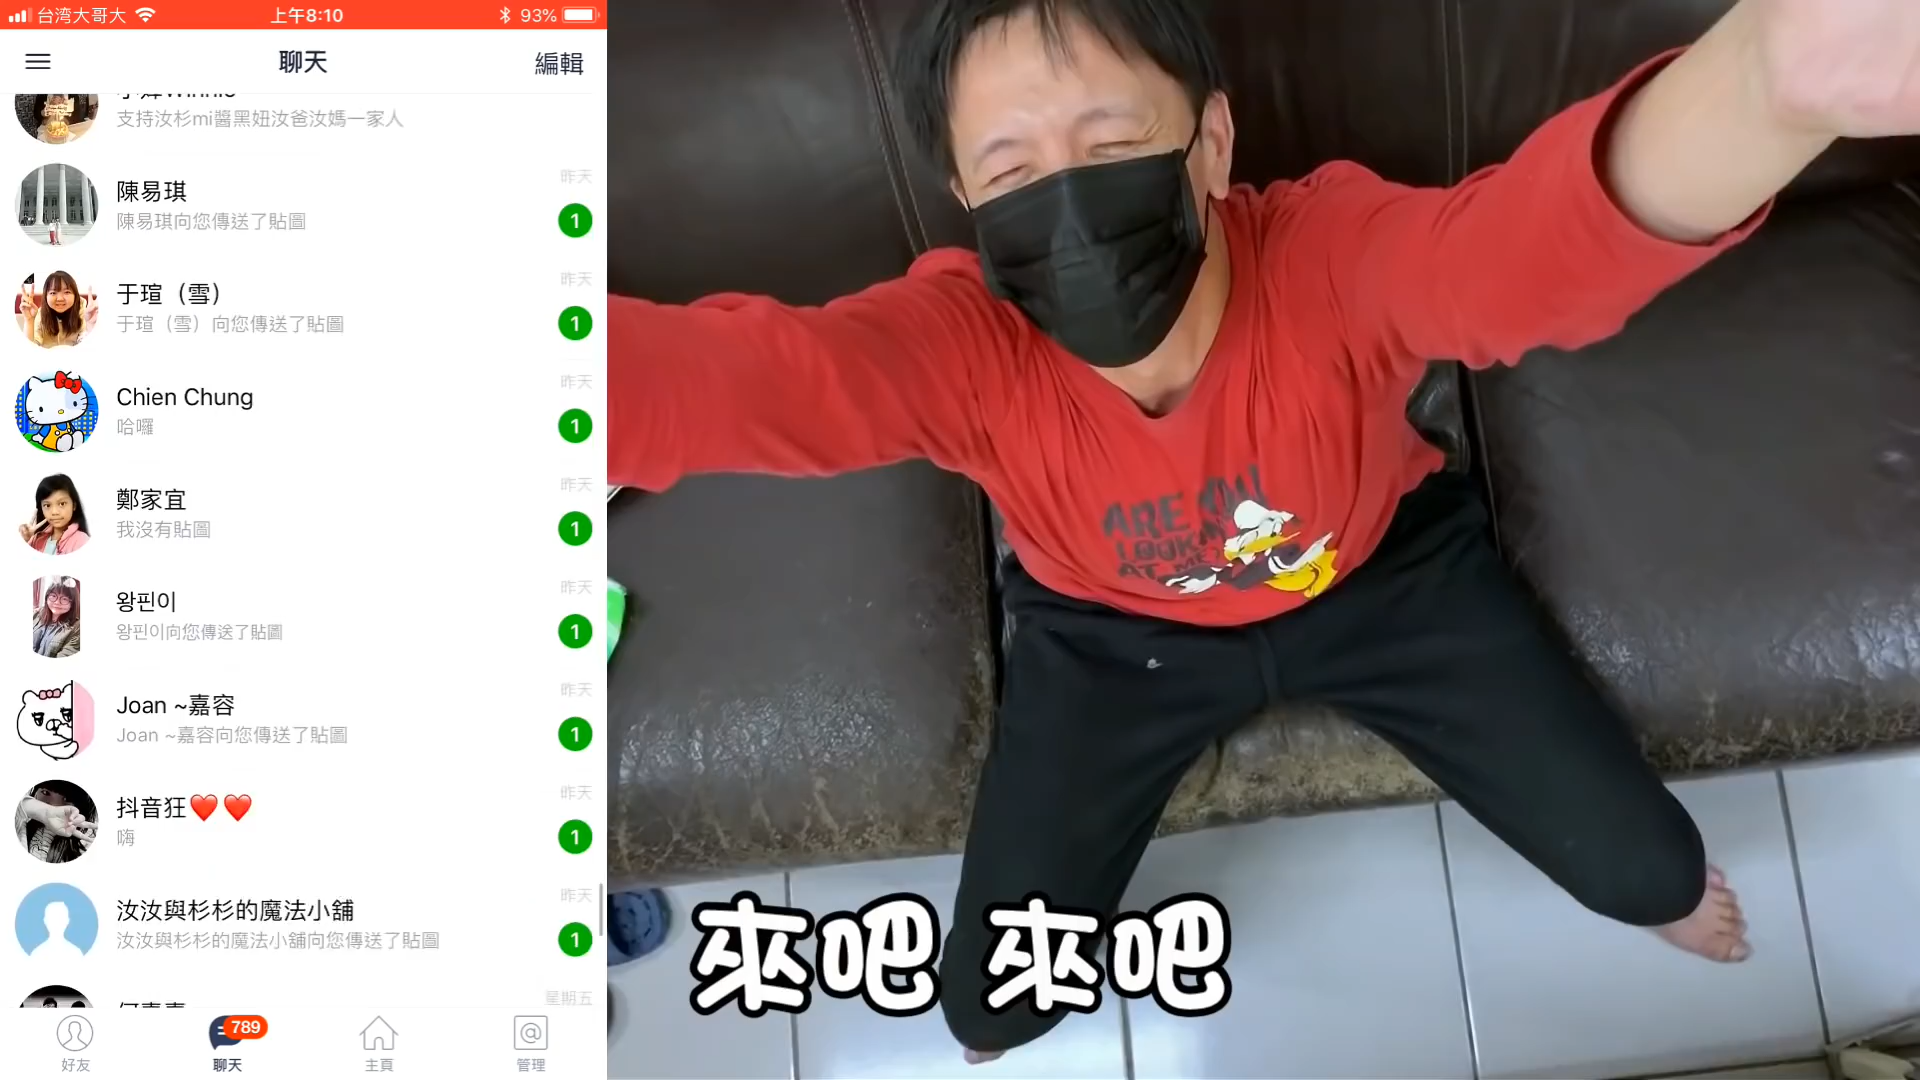 台湾大哥大
上午8:10
93%
聊天
編輯
支持汝杉mi醬黑妞汝爸汝媽一家人
陳易琪
昨天
陳易琪向您傳送了貼圖
1
于瑄（雪）
昨天
于瑄（雪）向您傳送了貼圖
1
Chien Chung
昨天
哈囉
1
鄭家宜
昨天
我沒有貼圖
1
왕핀이
昨天
왕핀이向您傳送了貼圖
1
Joan ~嘉容
昨天
Joan ~嘉容向您傳送了貼圖
1
抖音狂❤️❤️
昨天
嗨
1
汝汝與杉杉的魔法小舖
昨天
汝汝與杉杉的魔法小舖向您傳送了貼圖
1
星期五
789
好友
聊天
主頁
管理
ARE YOU
LOOKIN'
AT ME?
來吧 來吧